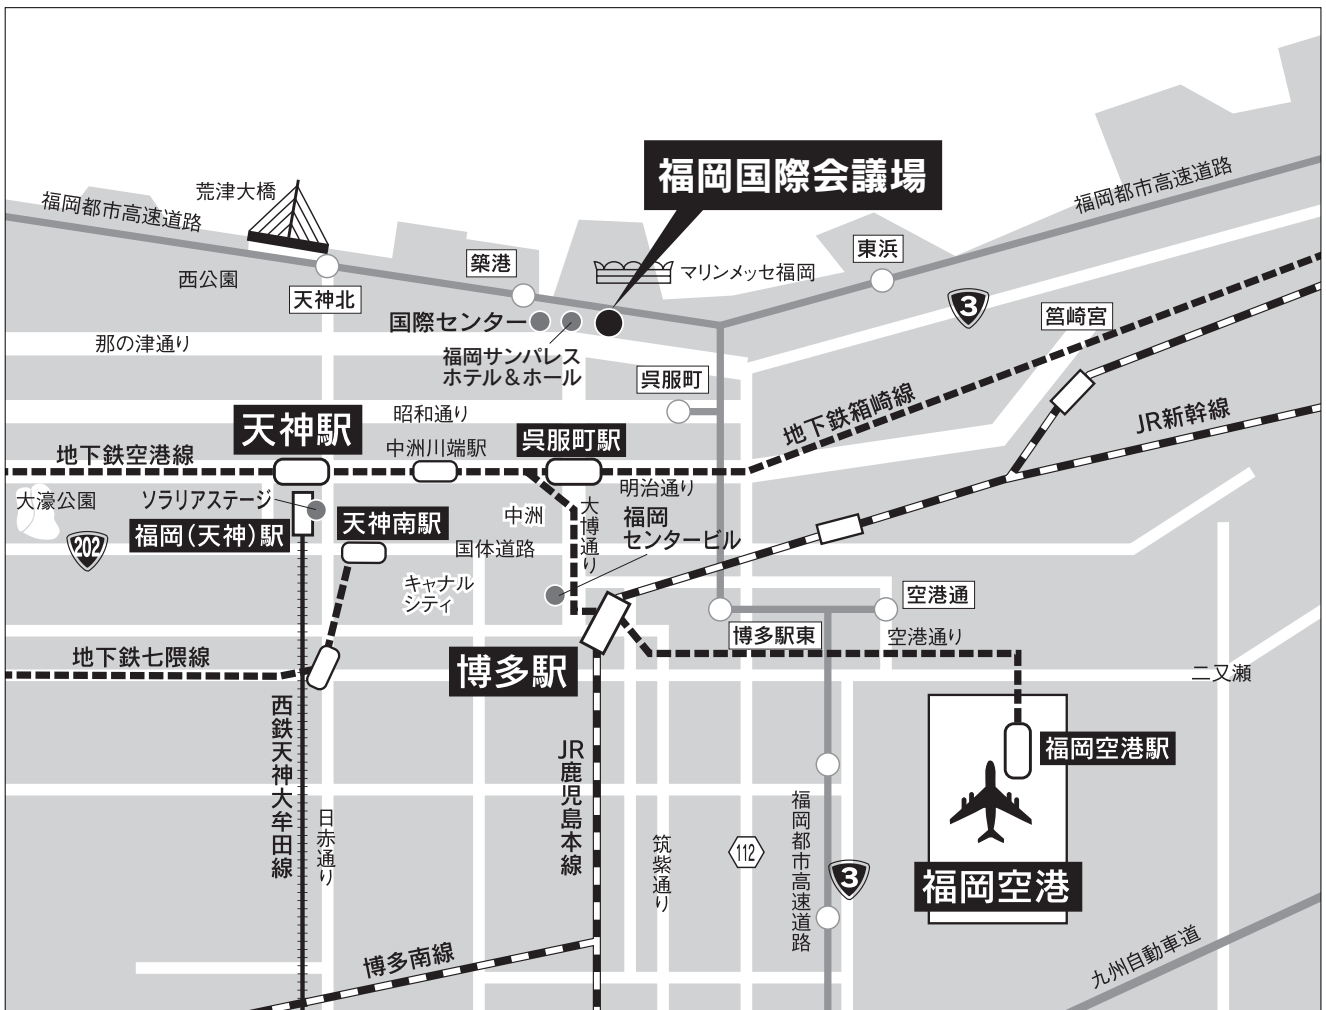 福岡国際会議場
福岡都市高速道路
荒津大橋
福岡都市高速道路
西公園
天神北
築港
マリンメッセ福岡
東浜
3
筥崎宮
国際センター
福岡サンパレス
ホテル＆ホール
那の津通り
呉服町
昭和通り
天神駅
中洲川端駅
呉服町駅
地下鉄箱崎線
JR新幹線
地下鉄空港線
明治通り
大濠公園
ソラリアステージ
福岡（天神）駅
天神南駅
中洲
大博通り
福岡
センタービル
202
国体道路
キャナル
シティ
空港通
博多駅東
空港通り
地下鉄七隈線
博多駅
二又瀬
西鉄天神大牟田線
JR鹿児島本線
福岡空港駅
日赤通り
筑紫通り
112
福岡都市高速道路
3
福岡空港
博多南線
九州自動車道